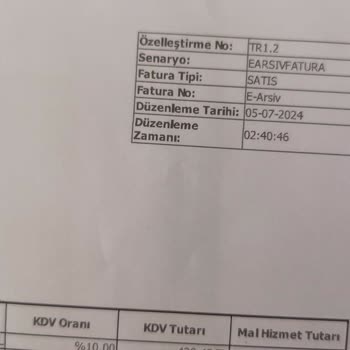 Özelleştirme No: TR1.2
Senaryo: EARSIVFATURA
Fatura Tipi: SATIS
Fatura No: E-Arsiv
Düzenleme Tarihi: 05-07-2024
Düzenleme
Zamanı: 02:40:46
KDV Oranı KDV Tutarı Mal Hizmet Tutarı
%10,00